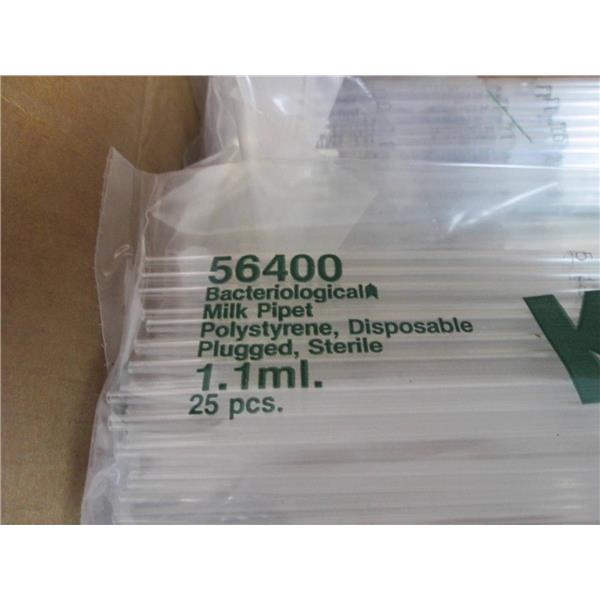 56400
Bacteriological
Milk Pipet
Polystyrene, Disposable
Plugged, Sterile
1.1ml.
25 pcs.
K